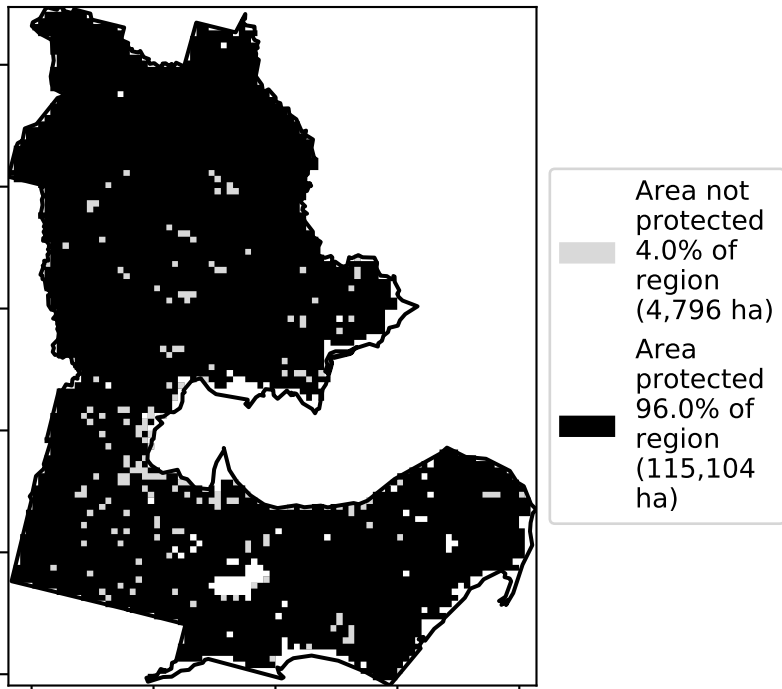 Area not
protected
4.0% of
region
(4,796 ha)
Area
protected
96.0% of
region
(115,104
ha)